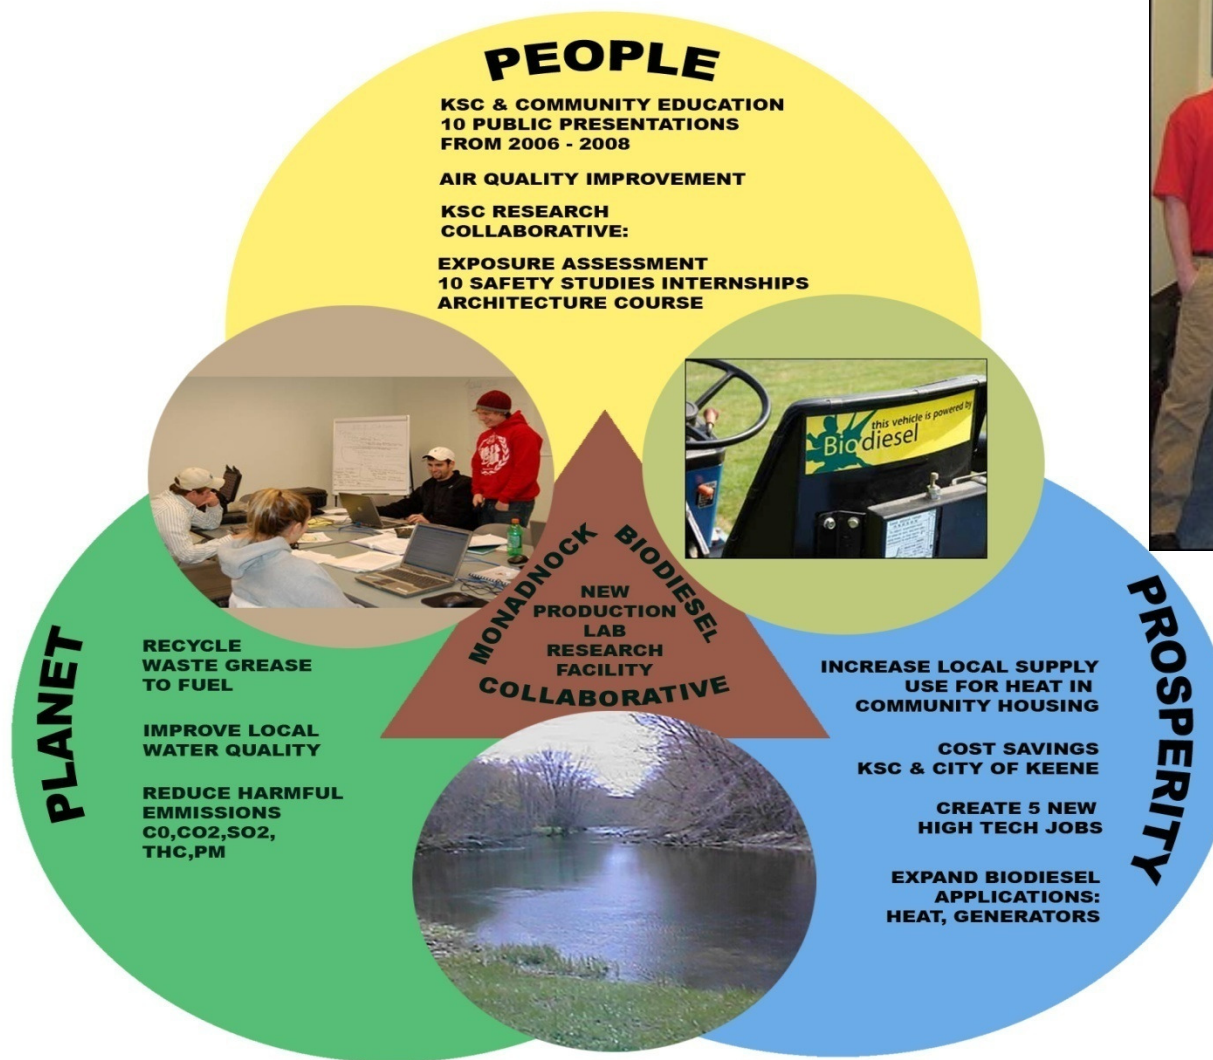 PEOPLE
KSC & COMMUNITY EDUCATION
10 PUBLIC PRESENTATIONS
FROM 2006 - 2008
AIR QUALITY IMPROVEMENT
KSC RESEARCH
COLLABORATIVE:
EXPOSURE ASSESSMENT
10 SAFETY STUDIES INTERNSHIPS
ARCHITECTURE COURSE
this vehicle is powered by
Biodiesel
MONADNOCK BIODIESEL
NEW
PRODUCTION
LAB
RESEARCH
FACILITY
COLLABORATIVE
PLANET
RECYCLE
WASTE GREASE
TO FUEL
IMPROVE LOCAL
WATER QUALITY
REDUCE HARMFUL
EMMISSIONS
C0,CO2,SO2,
THC,PM
PROSPERITY
INCREASE LOCAL SUPPLY
USE FOR HEAT IN
COMMUNITY HOUSING
COST SAVINGS
KSC & CITY OF KEENE
CREATE 5 NEW
HIGH TECH JOBS
EXPAND BIODIESEL
APPLICATIONS:
HEAT, GENERATORS